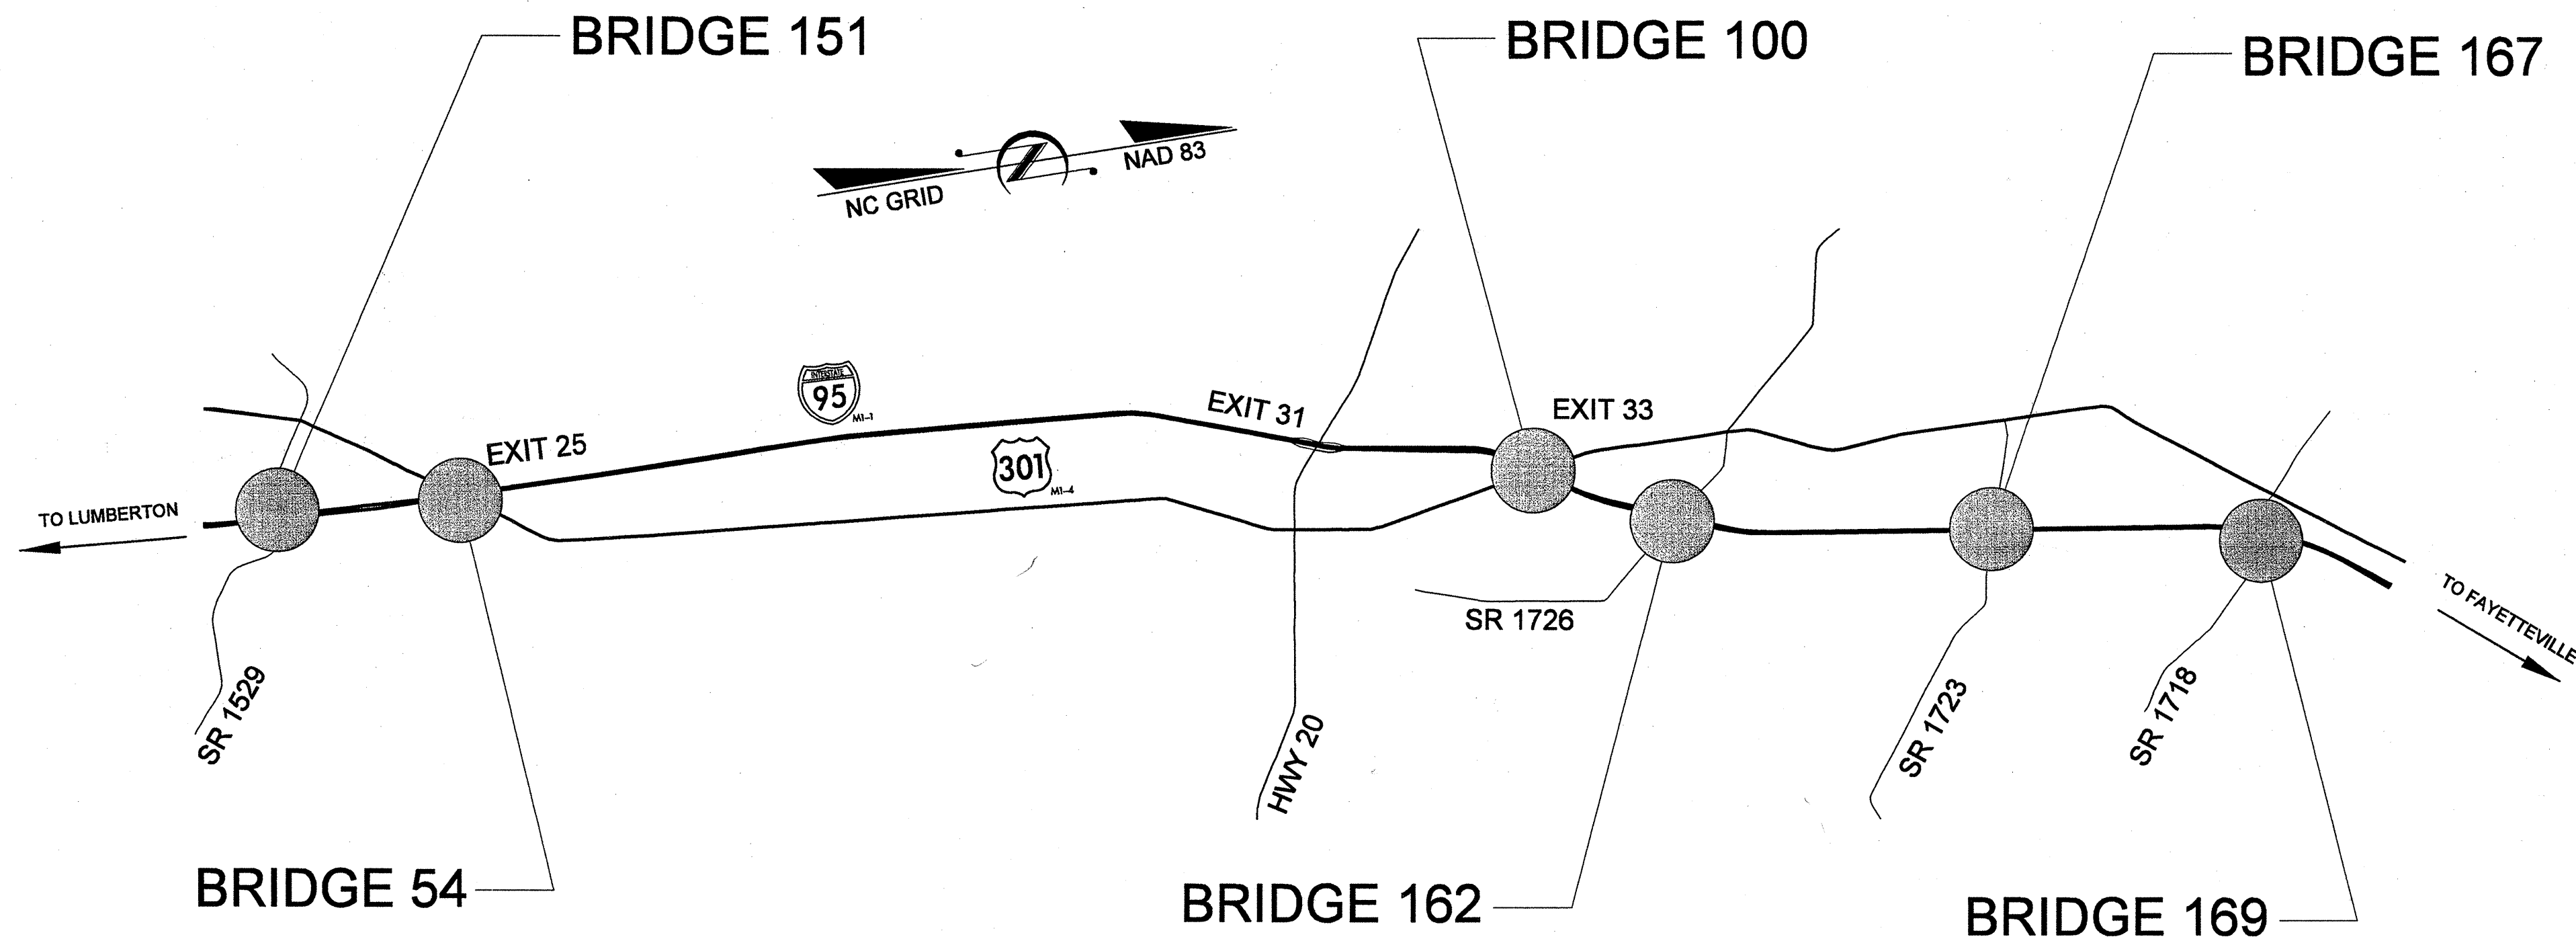 BRIDGE 151
BRIDGE 100
BRIDGE 167
NC GRID
NAD 83
INTERSTATE
95
M1-1
EXIT 25
301
M1-4
EXIT 31
EXIT 33
TO LUMBERTON
TO FAYETTEVILLE
SR 1529
HWY 20
SR 1726
SR 1723
SR 1718
BRIDGE 54
BRIDGE 162
BRIDGE 169